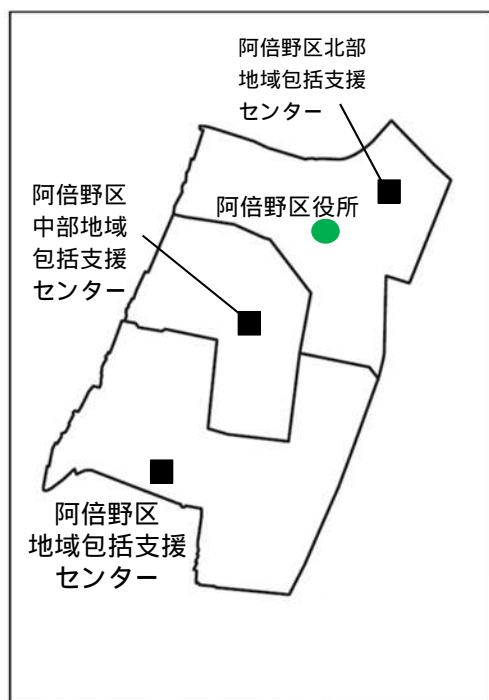 阿倍野区北部
地域包括支援
センター
阿倍野区役所
阿倍野区
中部地域
包括支援
センター
阿倍野区
地域包括支援
センター